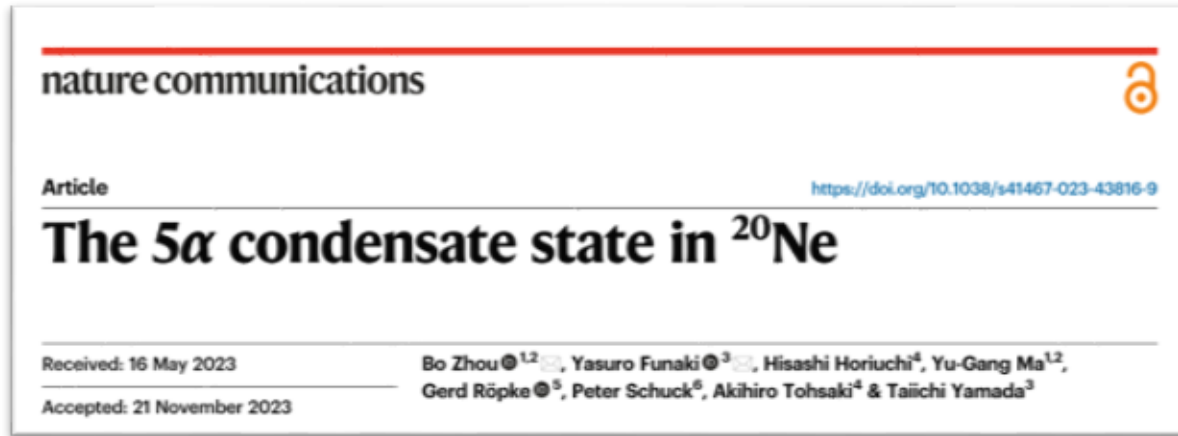 nature communications
Article
https://doi.org/10.1038/s41467-023-43816-9
The 5α condensate state in ²⁰Ne
Received: 16 May 2023
Accepted: 21 November 2023
Bo Zhou 1,2, Yasuro Funaki 3, Hisashi Horiuchi⁴, Yu-Gang Ma1,2,
Gerd Röpke 5, Peter Schuck⁶, Akihiro Tohsaki⁴ & Taiichi Yamada³